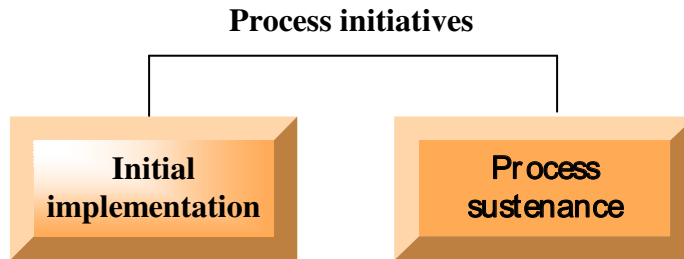 Process initiatives
Initial
implementation
Process
sustenance